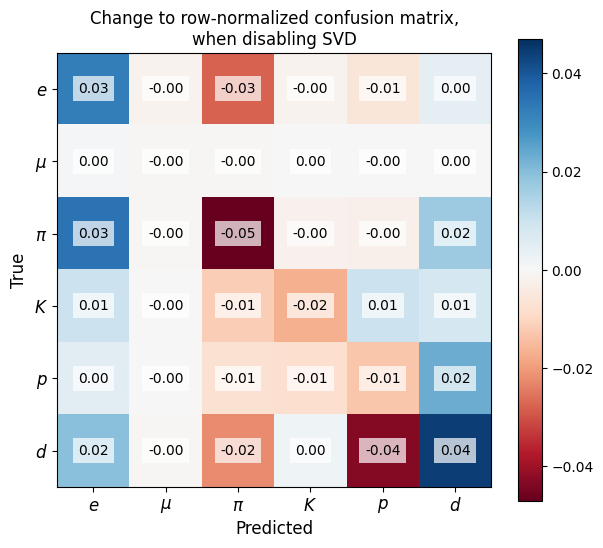 Change to row-normalized confusion matrix,
when disabling SVD
e 0.03 -0.00 -0.03 -0.00 -0.01 0.00
μ 0.00 -0.00 -0.00 0.00 -0.00 0.00
π 0.03 -0.00 -0.05 -0.00 -0.00 0.02
K 0.01 -0.00 -0.01 -0.02 0.01 0.01
p 0.00 -0.00 -0.01 -0.01 -0.01 0.02
d 0.02 -0.00 -0.02 0.00 -0.04 0.04
e μ π K p d
Predicted
True
0.04
0.02
0.00
−0.02
−0.04